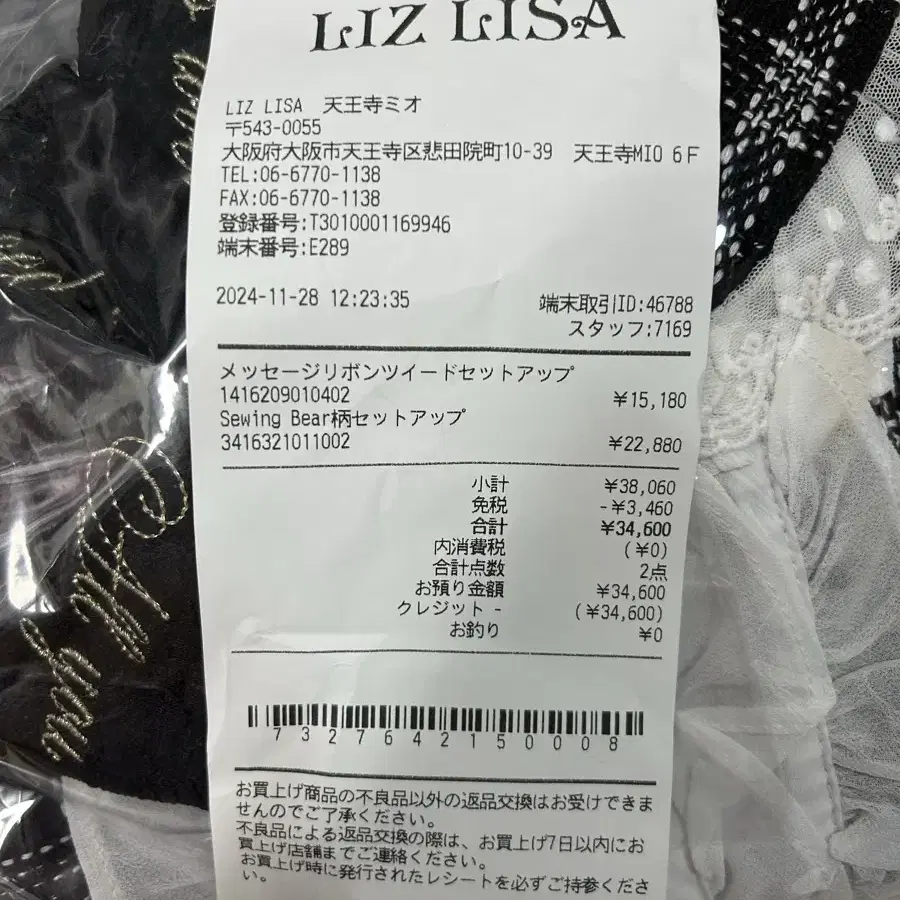 LIZ LISA
LIZ LISA 天王寺ミオ
〒543-0055
大阪府大阪市天王寺区悲田院町10-39 天王寺MIO 6F
TEL:06-6770-1138
FAX:06-6770-1138
登録番号:T3010001169946
端末番号:E289
2024-11-28 12:23:35 端末取引ID:46788
スタッフ:7169
メッセージリボンツイードセットアップ
1416209010402 ¥15,180
Sewing Bear柄セットアップ
3416321011002 ¥22,880
小計 ¥38,060
免税 -¥3,460
合計 ¥34,600
内消費税 (¥0)
合計点数 2点
お預り金額 ¥34,600
クレジット - (¥34,600)
お釣り ¥0
7327642150008
お買上げ商品の不良品以外の返品交換はお受けできま
せんのでご了承ください。
不良品による返品交換の際は、お買上げ7日以内にお
買上げ店舗までご連絡ください。
お買上げ時に発行されたレシートを必ずご持参くださ
い。
you